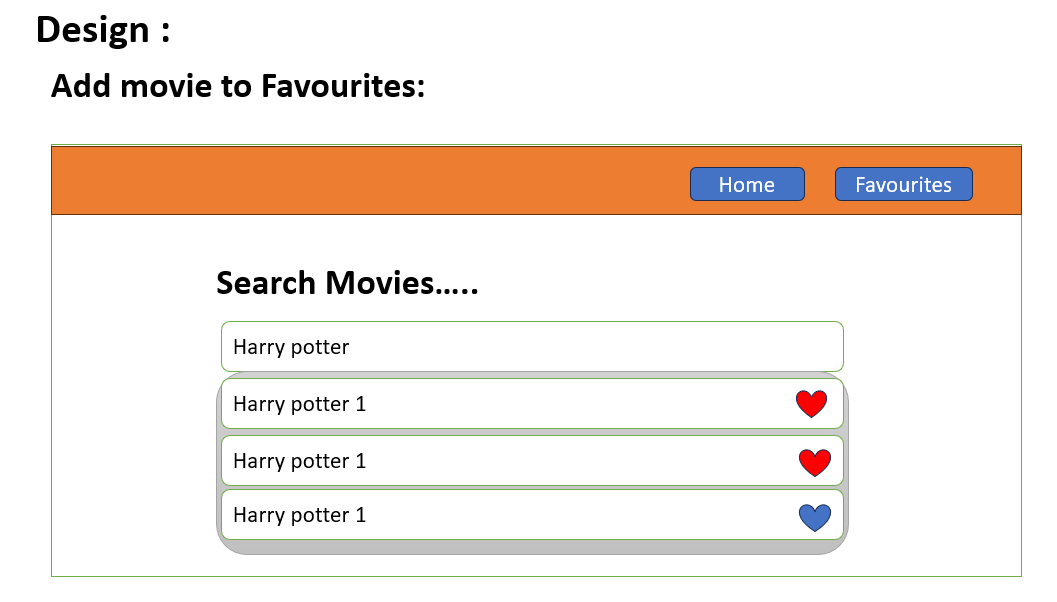 Design :
Add movie to Favourites:
Home Favourites
Search Movies.....
Harry potter
Harry potter 1
Harry potter 1
Harry potter 1